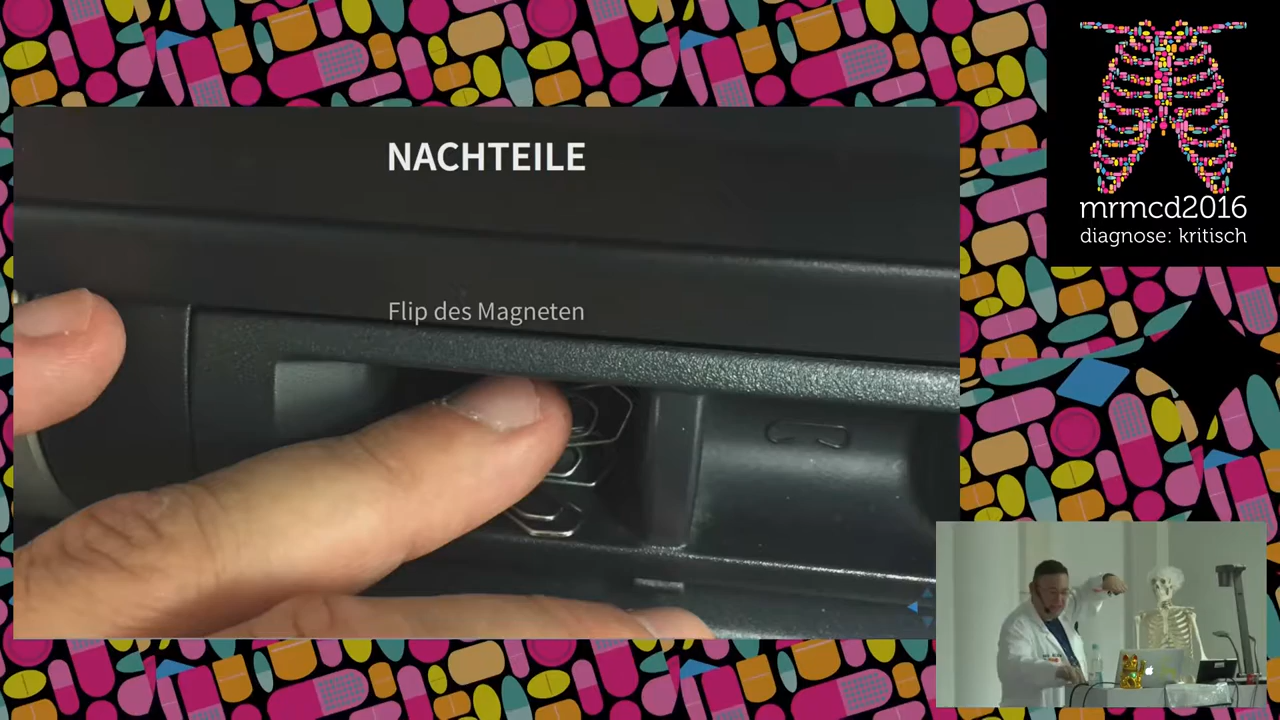 NACHTEILE
Flip des Magneten
mrmcd2016
diagnose: kritisch